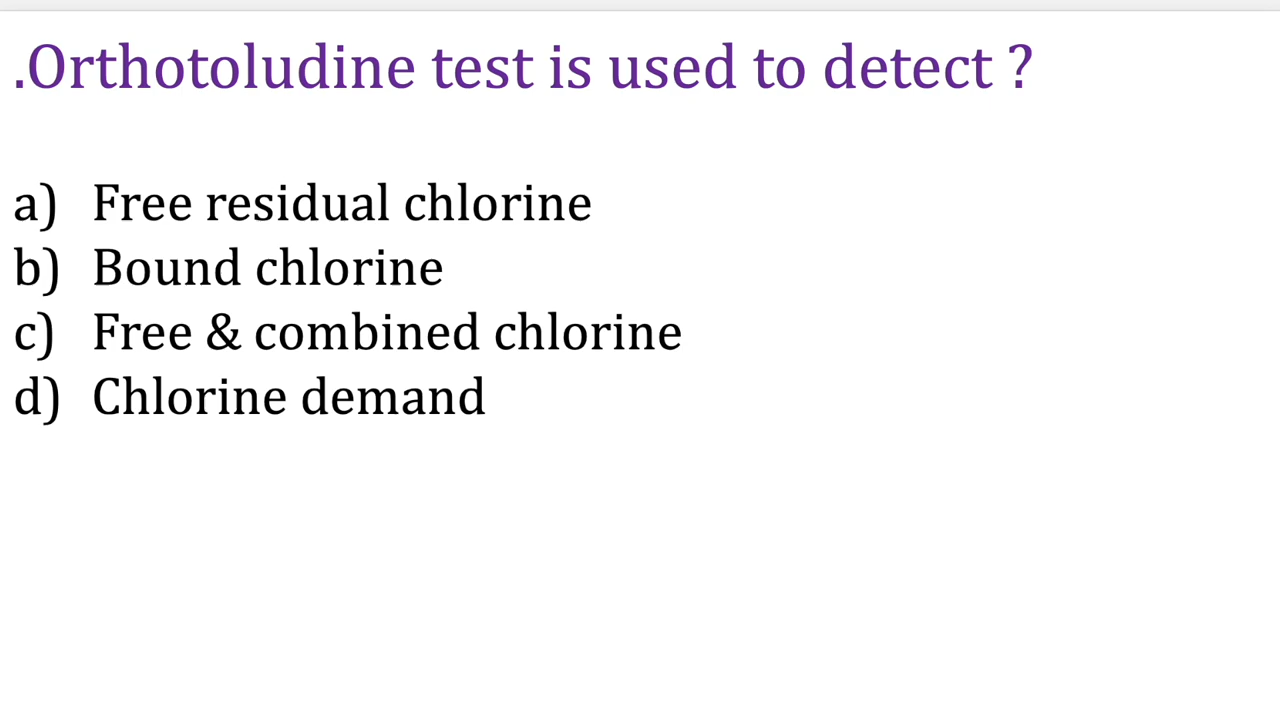 .Orthotoludine test is used to detect ?
a) Free residual chlorine
b) Bound chlorine
c) Free & combined chlorine
d) Chlorine demand